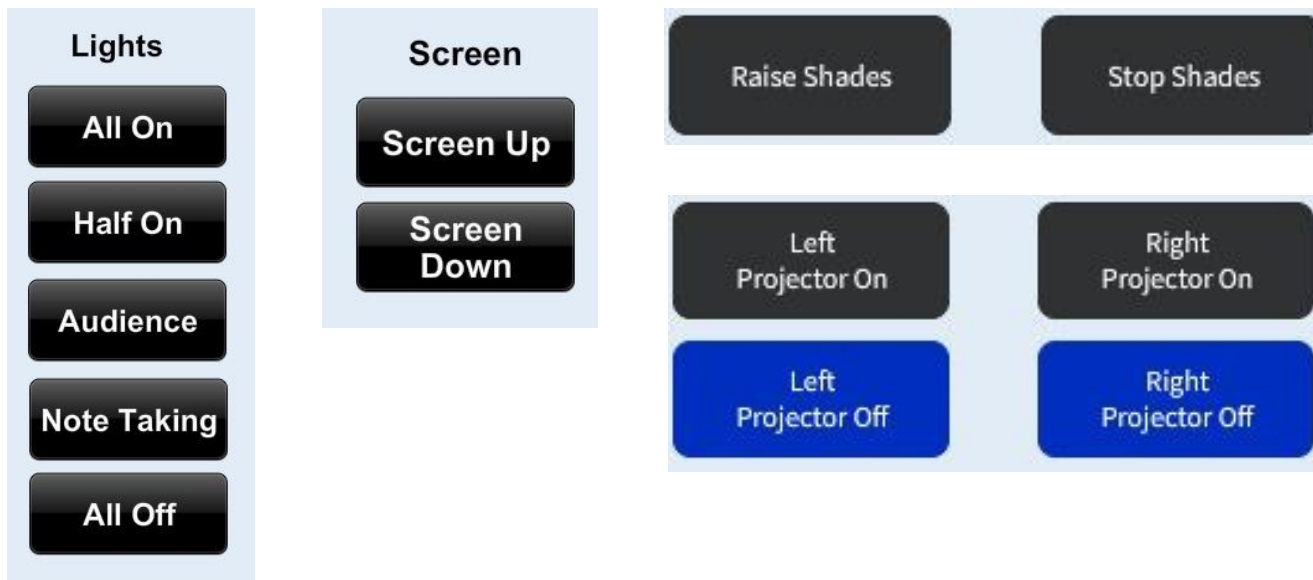 Lights
All On
Half On
Audience
Note Taking
All Off
Screen
Screen Up
Screen
Down
Raise Shades
Stop Shades
Left
Projector On
Right
Projector On
Left
Projector Off
Right
Projector Off